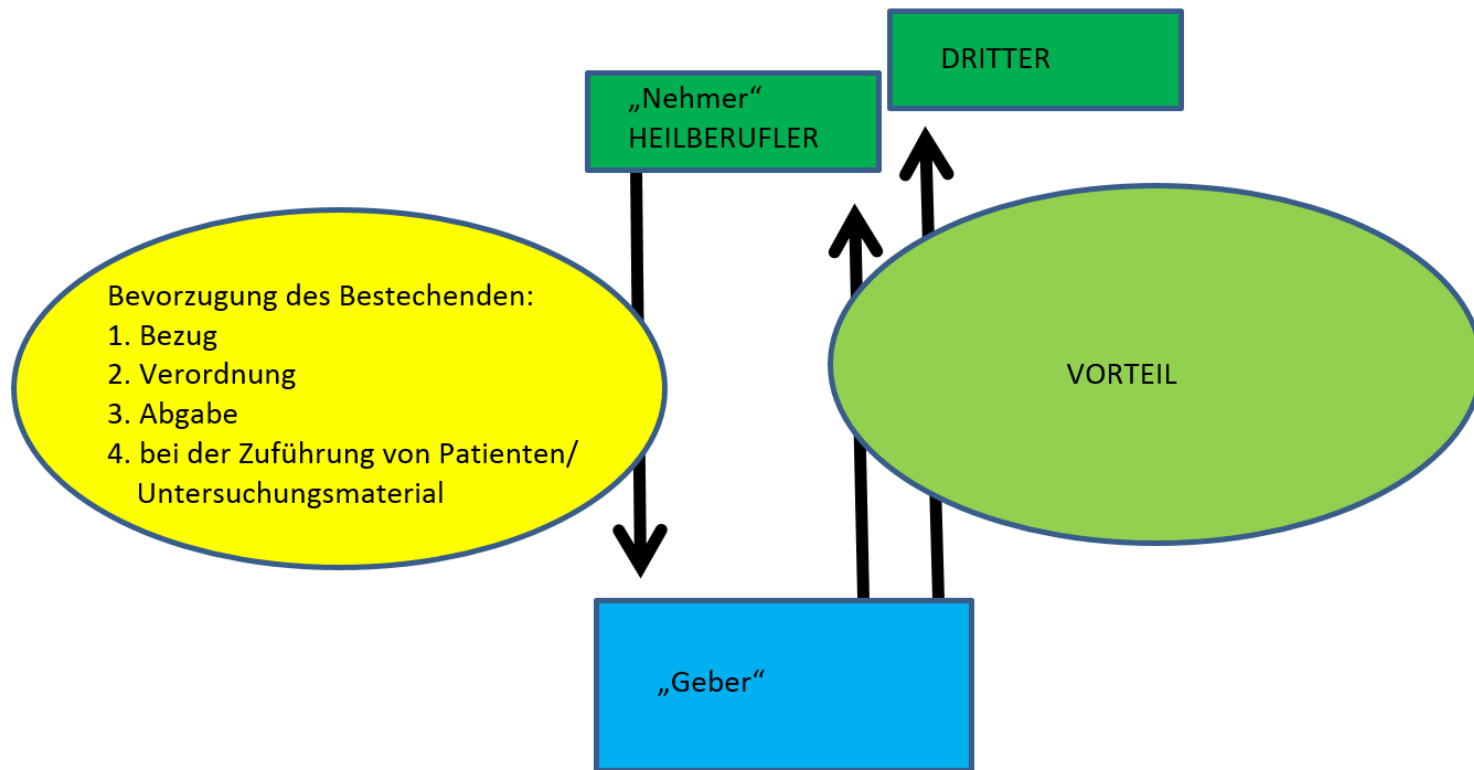 DRITTER
„Nehmer“
HEILBERUFLER
Bevorzugung des Bestechenden:
1. Bezug
2. Verordnung
3. Abgabe
4. bei der Zuführung von Patienten/
Untersuchungsmaterial
VORTEIL
„Geber“